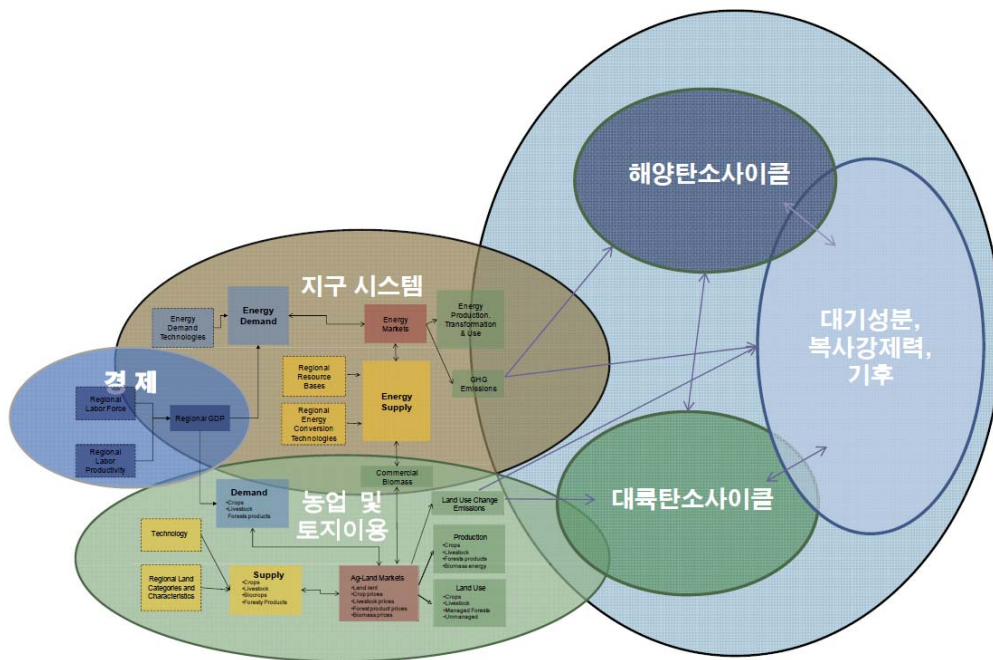 해양탄소사이클
대기성분,
복사강제력,
기후
대륙탄소사이클
지구 시스템
Energy
Demand
Technologies
Energy
Demand
Energy
Markets
Energy
Production,
Transformation
& Use
Regional
Resource
Bases
Energy
Supply
GHG
Emissions
Regional
Energy
Conversion
Technologies
경 제
Regional
Labor Force
Regional GDP
Regional
Labor
Productivity
Commercial
Biomass
농업 및
토지이용
Demand
•Crops
•Livestock
Forests products
Land Use Change
Emissions
Technology
Regional Land
Categories and
Characteristics
Supply
•Crops
•Livestock
•Biocrops
•Foresty Products
Ag-Land Markets
•Land rent
•Crop prices
•Livestock prices
•Forest product prices
•Biomass prices
Production
•Crops
•Livestock
•Forests products
•Biomass energy
Land Use
•Crops
•Livestock
•Managed Forests
•Unmanaged